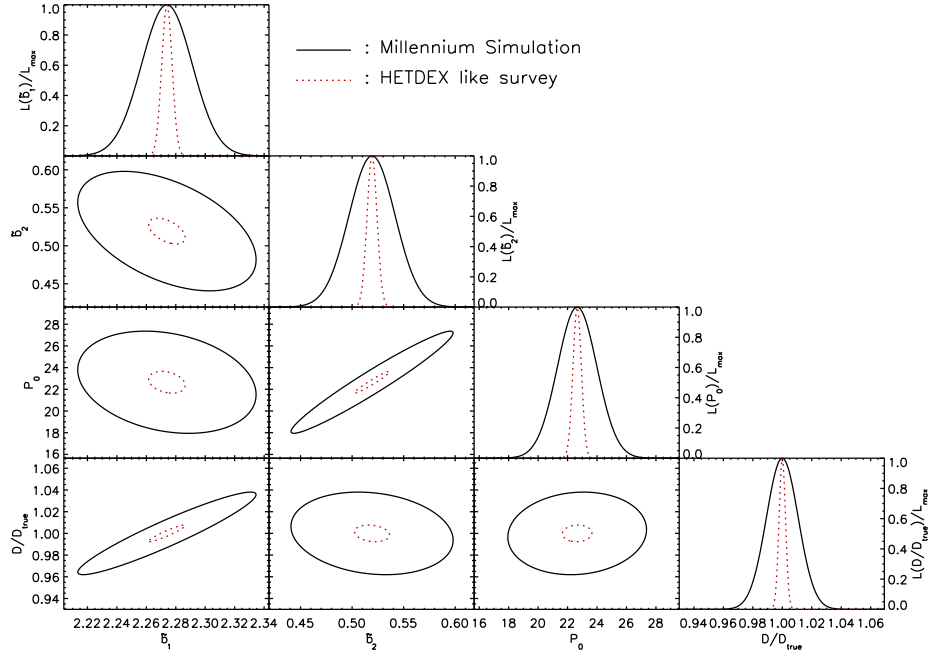 1.0
0.8
0.6
0.4
0.2
L(b̃₁)/Lₘₐₓ
: Millennium Simulation
: HETDEX like survey
0.60
0.55
0.50
0.45
b̃₂
1.0
0.8
0.6
0.4
0.2
0.0
L(b̃₂)/Lₘₐₓ
28
26
24
22
20
18
16
P₀
1.0
0.8
0.6
0.4
0.2
0.0
L(P₀)/Lₘₐₓ
1.06
1.04
1.02
1.00
0.98
0.96
0.94
D/D_true
1.0
0.8
0.6
0.4
0.2
0.0
L(D/D_true)/Lₘₐₓ
2.22 2.24 2.26 2.28 2.30 2.32 2.34
b̃₁
0.45 0.50 0.55 0.60
b̃₂
16 18 20 22 24 26 28
P₀
0.94 0.96 0.98 1.00 1.02 1.04 1.06
D/D_true